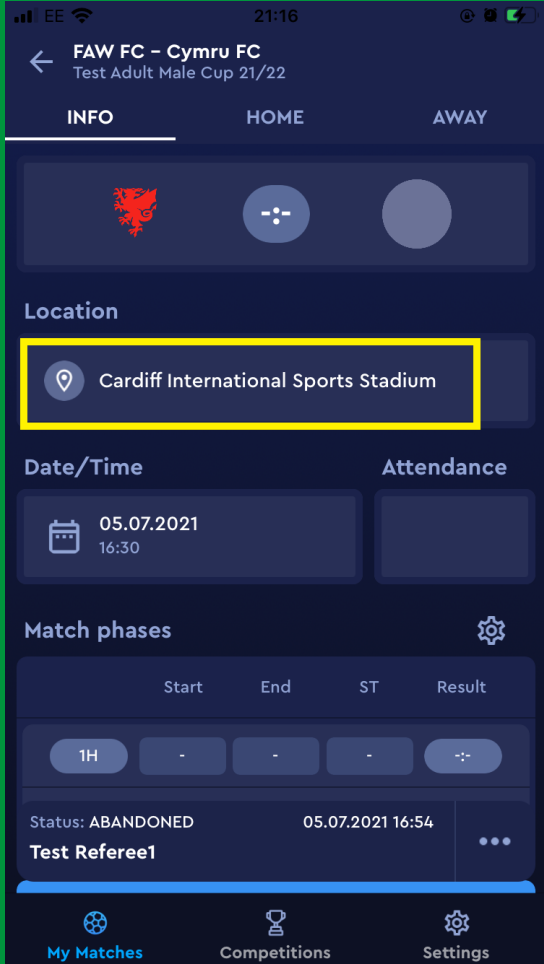 EE 21:16
FAW FC – Cymru FC
Test Adult Male Cup 21/22
INFO HOME AWAY
-:-
Location
Cardiff International Sports Stadium
Date/Time Attendance
05.07.2021
16:30
Match phases
Start End ST Result
1H - - - -:-
Status: ABANDONED 05.07.2021 16:54
Test Referee1
My Matches Competitions Settings